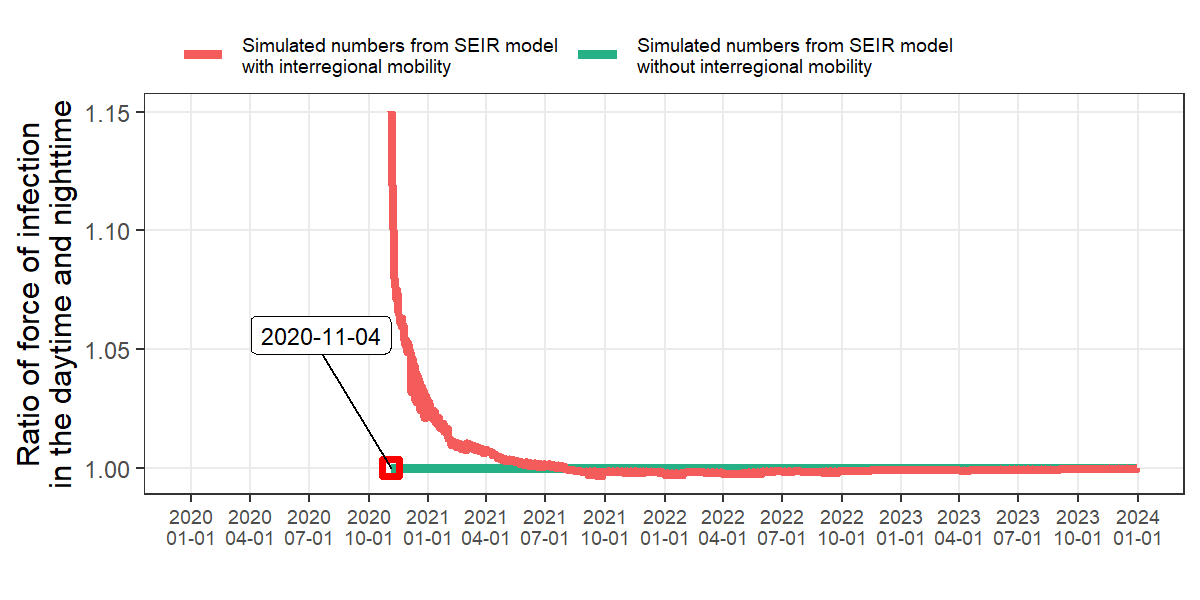 Simulated numbers from SEIR model
with interregional mobility
Simulated numbers from SEIR model
without interregional mobility
Ratio of force of infection
in the daytime and nighttime
1.15
1.10
1.05
1.00
2020-11-04
2020 2020 2020 2020 2021 2021 2021 2021 2022 2022 2022 2022 2023 2023 2023 2023 2024
01-01 04-01 07-01 10-01 01-01 04-01 07-01 10-01 01-01 04-01 07-01 10-01 01-01 04-01 07-01 10-01 01-01